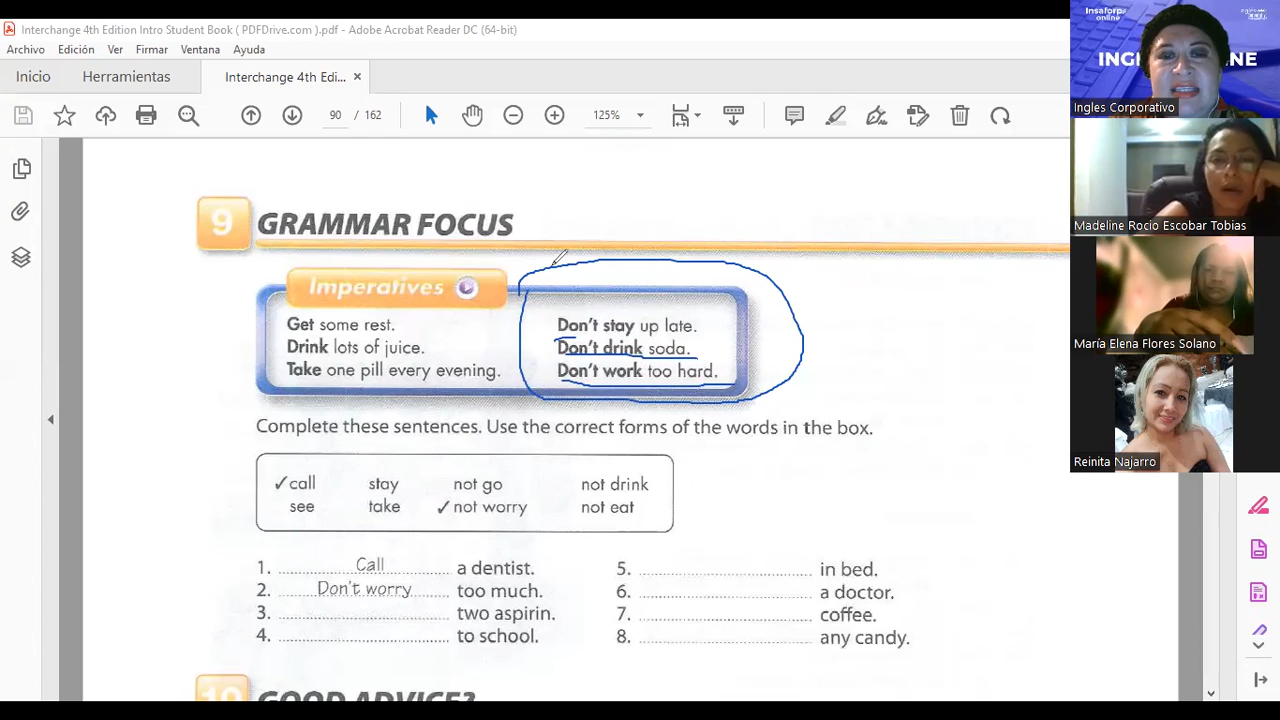 Interchange 4th Edition Intro Student Book ( PDFDrive.com ).pdf - Adobe Acrobat Reader DC (64-bit)
Archivo Edición Ver Firmar Ventana Ayuda
Inicio Herramientas Interchange 4th Edi... ×
90 / 162 125%
9 GRAMMAR FOCUS
Imperatives
Get some rest. Don't stay up late.
Drink lots of juice. Don't drink soda.
Take one pill every evening. Don't work too hard.
Complete these sentences. Use the correct forms of the words in the box.
✓call stay not go not drink
see take ✓not worry not eat
1. Call a dentist. 5. in bed.
2. Don't worry too much. 6. a doctor.
3. two aspirin. 7. coffee.
4. to school. 8. any candy.
10 GOOD ADVICE?
Insaforp
online
Ingles Corporativo
Madeline Rocio Escobar Tobias
María Elena Flores Solano
Reinita Najarro